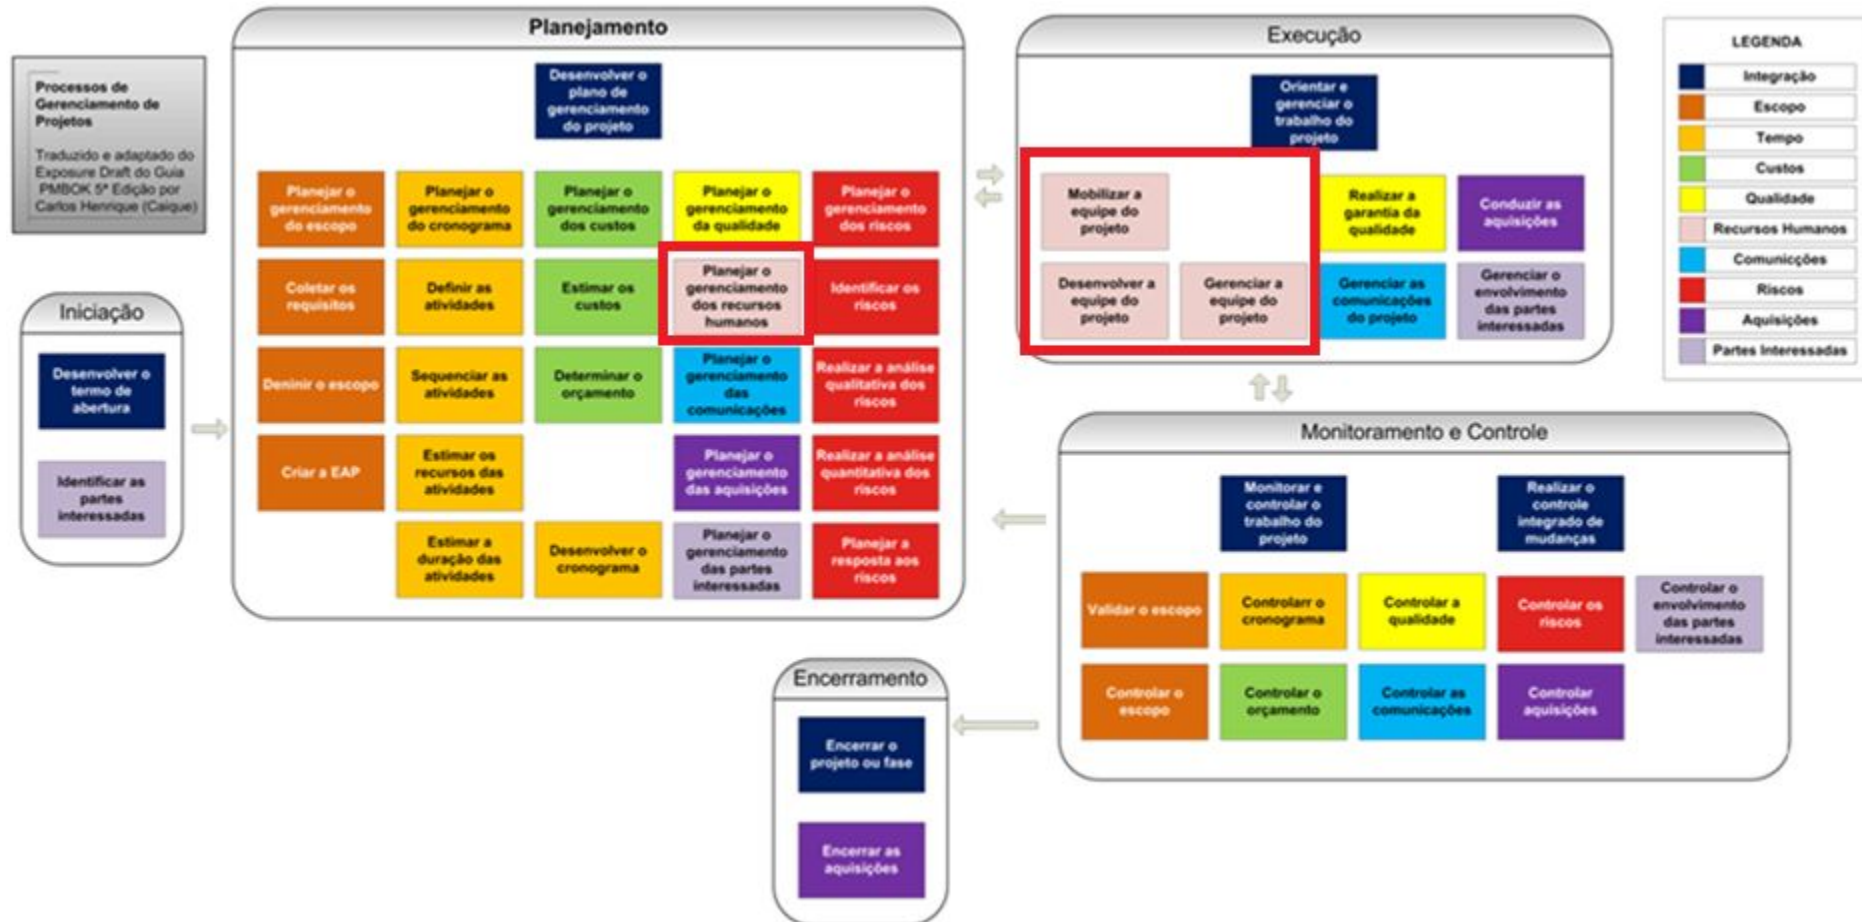 Processos de
Gerenciamento de
Projetos
Traduzido e adaptado do
Exposure Draft do Guia
PMBOK 5ª Edição por
Carlos Henrique (Caique)
Iniciação
Desenvolver o
termo de
abertura
Identificar as
partes
interessadas
Planejamento
Desenvolver o
plano de
gerenciamento
do projeto
Planejar o
gerenciamento
do escopo
Planejar o
gerenciamento
do cronograma
Planejar o
gerenciamento
dos custos
Planejar o
gerenciamento
da qualidade
Planejar o
gerenciamento
dos riscos
Coletar os
requisitos
Definir as
atividades
Estimar os
custos
Planejar o
gerenciamento
dos recursos
humanos
Identificar os
riscos
Deninir o escopo
Sequenciar as
atividades
Determinar o
orçamento
Planejar o
gerenciamento
das
comunicações
Realizar a análise
qualitativa dos
riscos
Criar a EAP
Estimar os
recursos das
atividades
Planejar o
gerenciamento
das aquisições
Realizar a análise
quantitativa dos
riscos
Estimar a
duração das
atividades
Desenvolver o
cronograma
Planejar o
gerenciamento
das partes
interessadas
Planejar a
resposta aos
riscos
Execução
Orientar e
gerenciar o
trabalho do
projeto
Mobilizar a
equipe do
projeto
Realizar a
garantia da
qualidade
Conduzir as
aquisições
Desenvolver a
equipe do
projeto
Gerenciar a
equipe do
projeto
Gerenciar as
comunicações
do projeto
Gerenciar o
envolvimento
das partes
interessadas
LEGENDA
Integração
Escopo
Tempo
Custos
Qualidade
Recursos Humanos
Comunicções
Riscos
Aquisições
Partes Interessadas
Monitoramento e Controle
Monitorar e
controlar o
trabalho do
projeto
Realizar o
controle
integrado de
mudanças
Validar o escopo
Controlarr o
cronograma
Controlar a
qualidade
Controlar os
riscos
Controlar o
envolvimento
das partes
interessadas
Controlar o
escopo
Controlar o
orçamento
Controlar as
comunicações
Controlar
aquisições
Encerramento
Encerrar o
projeto ou fase
Encerrar as
aquisições